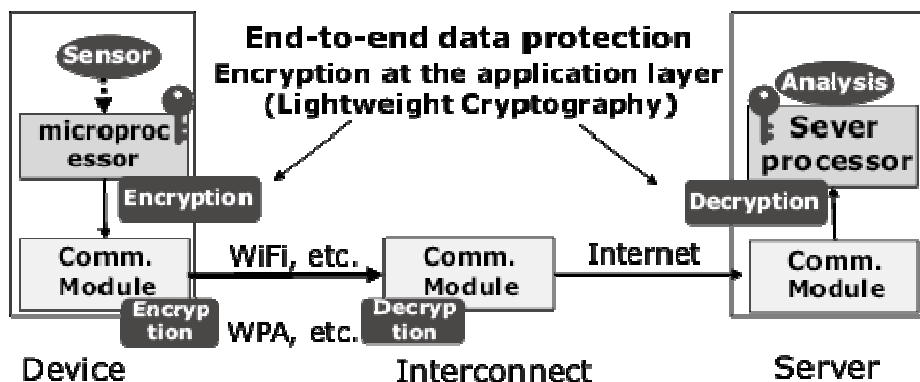 End-to-end data protection
Encryption at the application layer
(Lightweight Cryptography)
Sensor
microproc
essor
Encryption
Comm.
Module
Encryp
tion
Device
WiFi, etc.
WPA, etc.
Comm.
Module
Decryp
tion
Interconnect
Internet
Analysis
Sever
processor
Decryption
Comm.
Module
Server